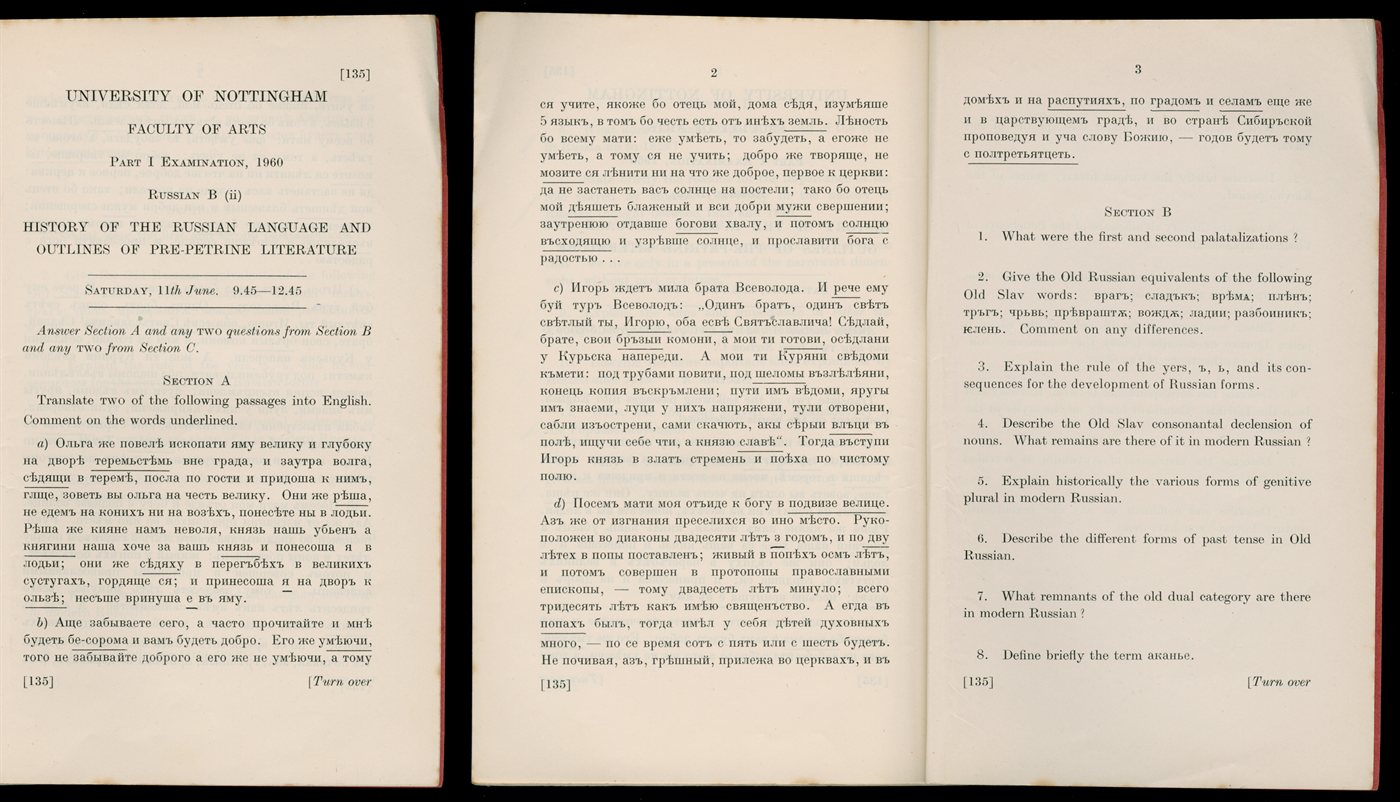 [135]
UNIVERSITY OF NOTTINGHAM
FACULTY OF ARTS
Part I Examination, 1960
Russian B (ii)
HISTORY OF THE RUSSIAN LANGUAGE AND
OUTLINES OF PRE-PETRINE LITERATURE
Saturday, 11th June. 9.45—12.45
Answer Section A and any two questions from Section B
and any two from Section C.
Section A
Translate two of the following passages into English.
Comment on the words underlined.
a) Ольга же повелѣ ископати яму велику и глубоку
на дворѣ теремьстѣмь вне града, и заутра волга,
сѣдящи в теремѣ, посла по гости и придоша к нимъ,
глще, зоветь вы ольга на честь велику. Они же рѣша,
не едемъ на конихъ ни на возѣхъ, понесѣте ны в лодьи.
Рѣша же кияне намъ неволя, князь нашь убьенъ а
княгини наша хоче за вашь князь и понесоша я в
лодьи; они же сѣдяху в перегъбѣхъ в великихъ
сустугахъ, гордяще ся; и принесоша я на дворъ к
ользѣ; несъше вринуша е въ яму.
b) Аще забываете сего, а часто прочитайте и мнѣ
будеть бе-сорома и вамъ будеть добро. Его же умѣючи,
того не забывайте доброго а его же не умѣючи, а тому
[135]
[Turn over
2
ся учите, якоже бо отець мой, дома сѣдя, изумѣяше
5 языкъ, в томъ бо честь есть отъ инѣхъ земль. Лѣность
бо всему мати: еже умѣеть, то забудеть, а егоже не
умѣеть, а тому ся не учить; добро же творяще, не
мозите ся лѣнити ни на что же доброе, первое к церкви:
да не застанеть васъ солнце на постели; тако бо отець
мой дѣяшеть блаженый и вси добри мужи свершении;
заутренюю отдавше богови хвалу, и потомъ солнцю
въсходящю и узрѣвше солнце, и прославити бога с
радостью . . .
c) Игорь ждетъ мила брата Всеволода. И рече ему
буй туръ Всеволодъ: „Одинъ братъ, одинъ свѣтъ
свѣтлый ты, Игорю, оба есвѣ Святъславлича! Сѣдлай,
брате, свои бръзыи комони, а мои ти готови, осѣдлани
у Курьска напереди. А мои ти Куряни свѣдоми
къмети: под трубами повити, под шеломы възлѣлѣяни,
конець копия въскръмлени; пути имъ вѣдоми, яругы
имъ знаеми, луци у нихъ напряжени, тули отворени,
сабли изъострени, сами скачють, акы сѣрыи влъци въ
полѣ, ищучи себе чти, а князю славѣ“. Тогда въступи
Игорь князь в златъ стремень и поѣха по чистому
полю.
d) Посемъ мати моя отъиде к богу в подвизе велице.
Азъ же от изгнания преселихся во ино мѣсто. Руко-
положен во диаконы двадесяти лѣтъ з годомъ, и по дву
лѣтех в попы поставленъ; живый в попѣхъ осмъ лѣтъ,
и потомъ совершен в протопопы православными
епископы, — тому двадесеть лѣтъ минуло; всего
тридесять лѣтъ какъ имѣю священъство. А егда въ
попахъ былъ, тогда имѣл у себя дѣтей духовныхъ
много, — по се время сотъ с пять или с шесть будетъ.
Не почивая, азъ, грѣшный, прилежа во церквахъ, и въ
[135]
3
домѣхъ и на распутияхъ, по градомъ и селамъ еще же
и в царствующемъ градѣ, и во странѣ Сибиръской
проповедуя и уча слову Божию, — годов будетъ тому
с полтретьятцеть.
Section B
1. What were the first and second palatalizations ?
2. Give the Old Russian equivalents of the following
Old Slav words: врагъ; сладъкъ; врѣма; плѣнъ;
тръгъ; чрьвь; прѣвраштѫ; вождѫ; ладии; разбоиникъ;
ѥлень. Comment on any differences.
3. Explain the rule of the yers, ъ, ь, and its con-
sequences for the development of Russian forms.
4. Describe the Old Slav consonantal declension of
nouns. What remains are there of it in modern Russian ?
5. Explain historically the various forms of genitive
plural in modern Russian.
6. Describe the different forms of past tense in Old
Russian.
7. What remnants of the old dual category are there
in modern Russian ?
8. Define briefly the term аканье.
[135]
[Turn over